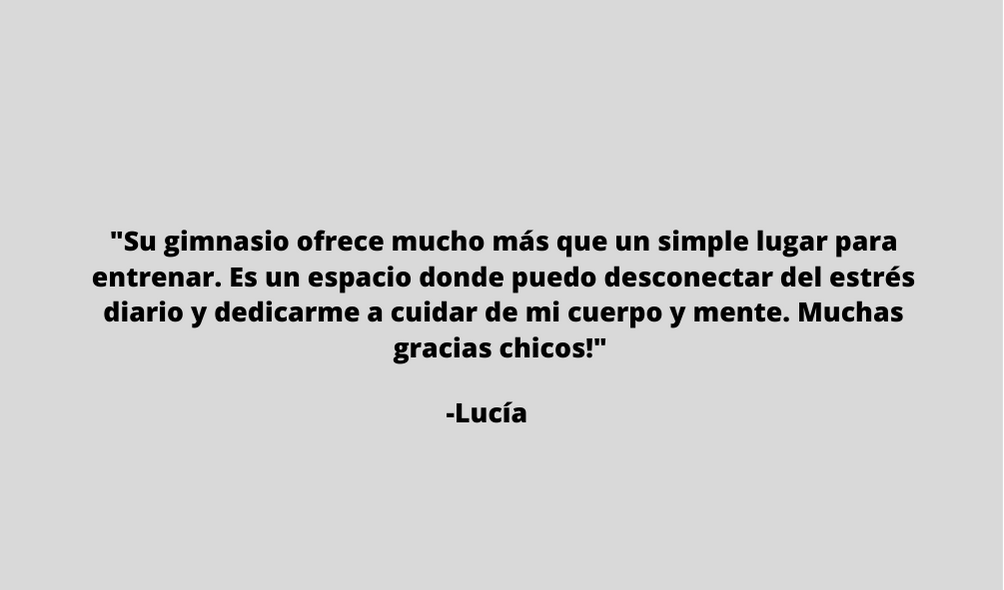 "Su gimnasio ofrece mucho más que un simple lugar para
entrenar. Es un espacio donde puedo desconectar del estrés
diario y dedicarme a cuidar de mi cuerpo y mente. Muchas
gracias chicos!"
-Lucía